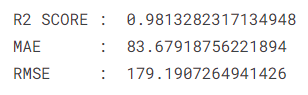 R2 SCORE :  0.9813282317134948
MAE      :  83.67918756221894
RMSE     :  179.1907264941426